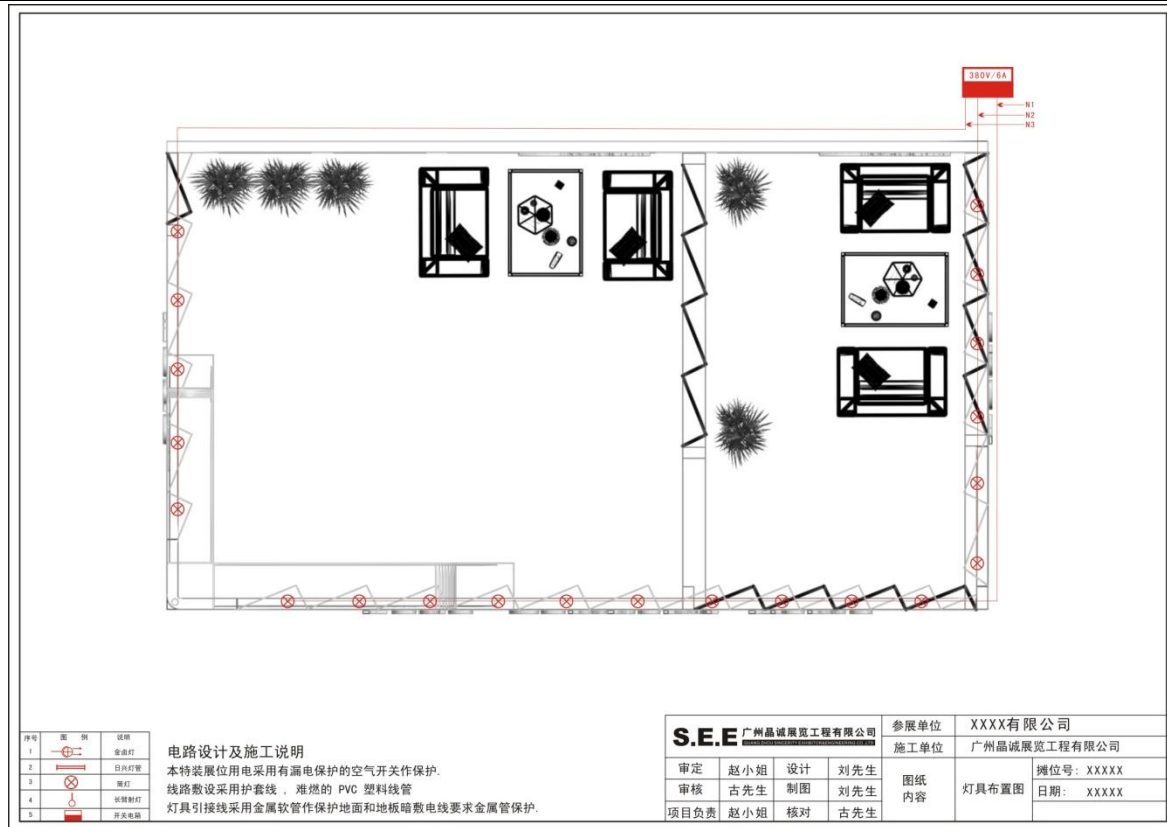 380V/6A
N1
N2
N3
序号 图 例 说明
1 金卤灯
2 日兴灯管
3 筒灯
4 长臂射灯
5 开关电箱
电路设计及施工说明
本特装展位用电采用有漏电保护的空气开关作保护.
线路敷设采用护套线 , 难燃的 PVC 塑料线管
灯具引接线采用金属软管作保护地面和地板暗敷电线要求金属管保护.
S.E.E 广州晶诚展览工程有限公司
参展单位 XXXX有限公司
施工单位 广州晶诚展览工程有限公司
审定 赵小姐 设计 刘先生
审核 古先生 制图 刘先生
项目负责 赵小姐 核对 古先生
图纸内容 灯具布置图
摊位号: XXXXX
日期: XXXXX